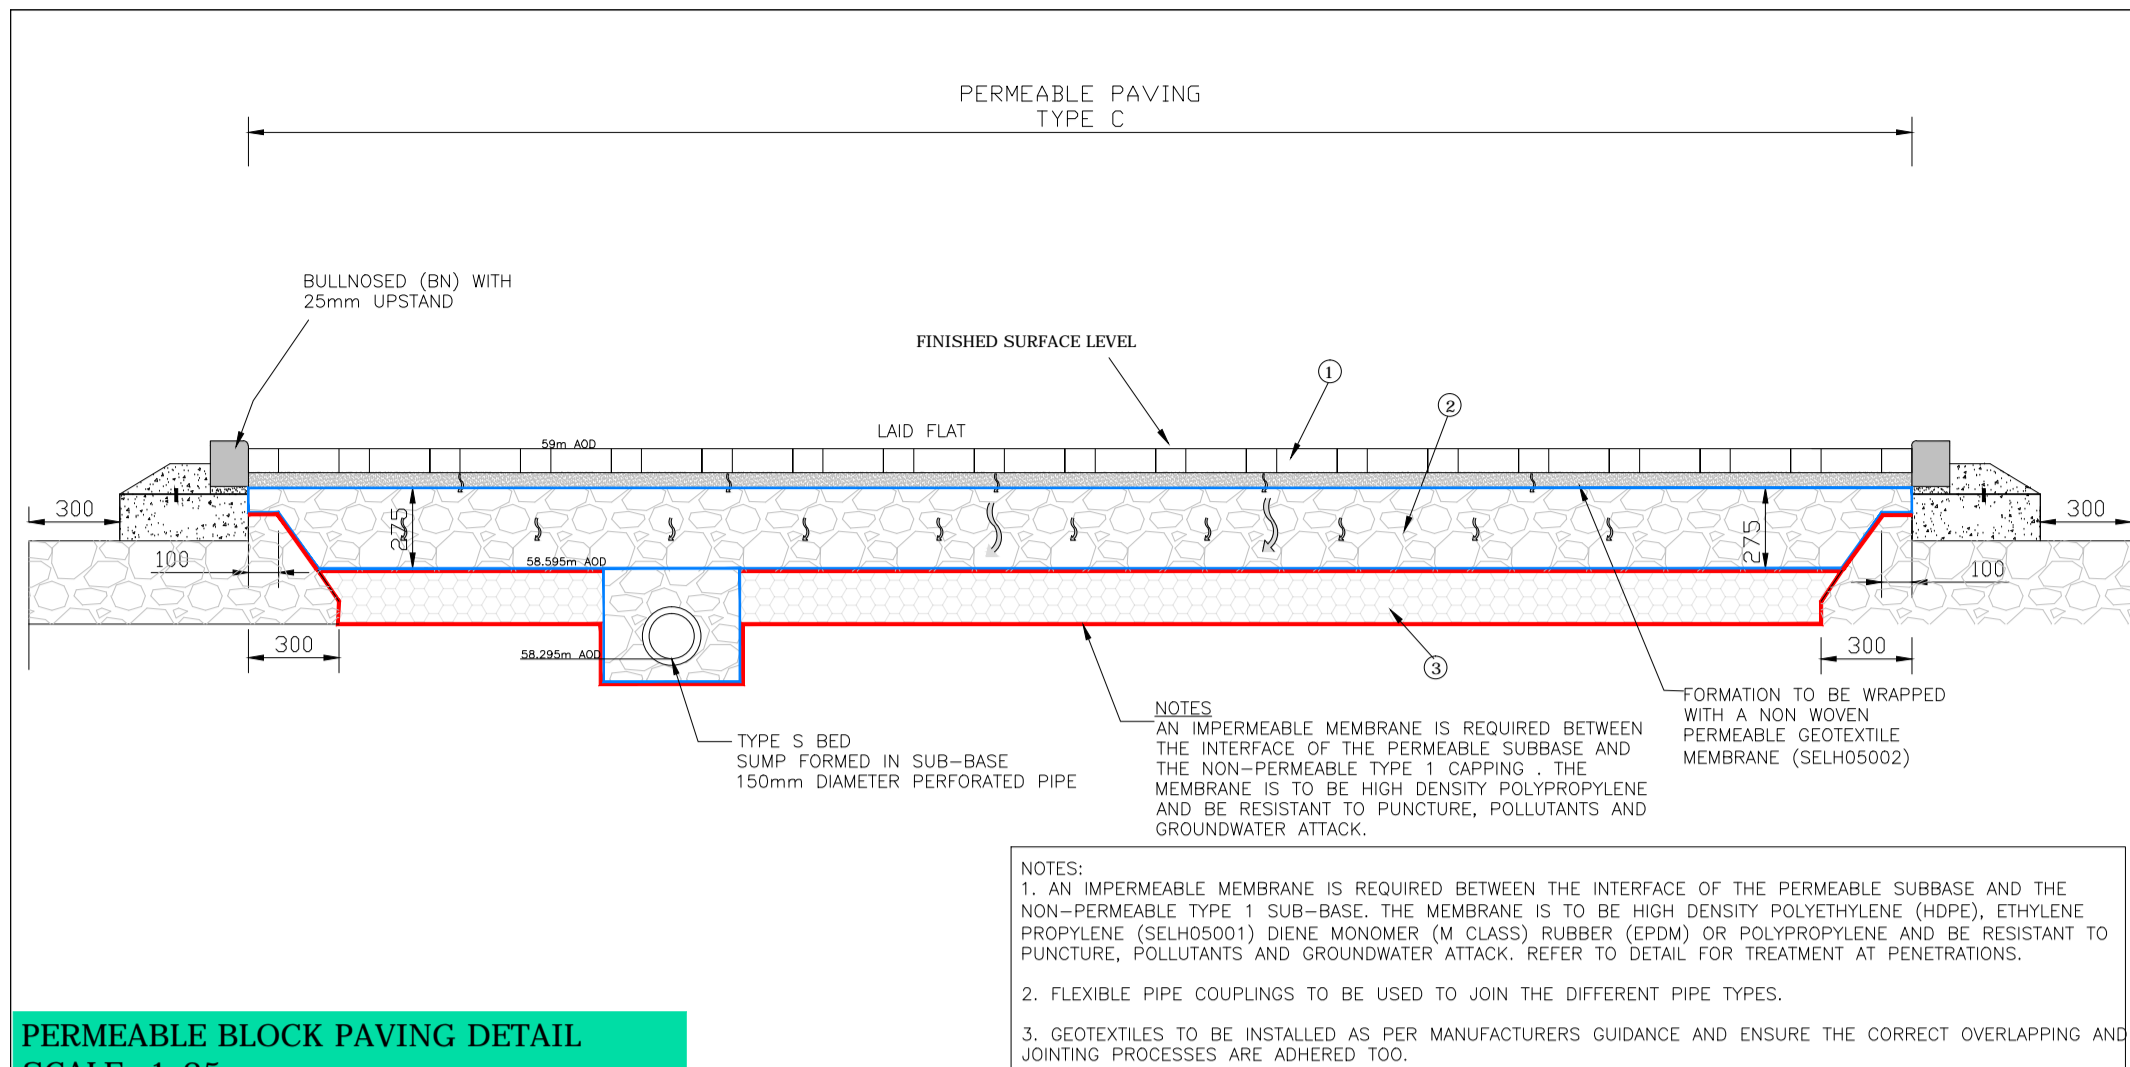 PERMEABLE PAVING
TYPE C
BULLNOSED (BN) WITH
25mm UPSTAND
FINISHED SURFACE LEVEL
1
2
LAID FLAT
59m AOD
300
275
275
300
100
58.595m AOD
100
300
58.295m AOD
300
3
TYPE S BED
SUMP FORMED IN SUB-BASE
150mm DIAMETER PERFORATED PIPE
NOTES
AN IMPERMEABLE MEMBRANE IS REQUIRED BETWEEN
THE INTERFACE OF THE PERMEABLE SUBBASE AND
THE NON-PERMEABLE TYPE 1 CAPPING . THE
MEMBRANE IS TO BE HIGH DENSITY POLYPROPYLENE
AND BE RESISTANT TO PUNCTURE, POLLUTANTS AND
GROUNDWATER ATTACK.
FORMATION TO BE WRAPPED
WITH A NON WOVEN
PERMEABLE GEOTEXTILE
MEMBRANE (SELH05002)
NOTES:
1. AN IMPERMEABLE MEMBRANE IS REQUIRED BETWEEN THE INTERFACE OF THE PERMEABLE SUBBASE AND THE
NON-PERMEABLE TYPE 1 SUB-BASE. THE MEMBRANE IS TO BE HIGH DENSITY POLYETHYLENE (HDPE), ETHYLENE
PROPYLENE (SELH05001) DIENE MONOMER (M CLASS) RUBBER (EPDM) OR POLYPROPYLENE AND BE RESISTANT TO
PUNCTURE, POLLUTANTS AND GROUNDWATER ATTACK. REFER TO DETAIL FOR TREATMENT AT PENETRATIONS.
2. FLEXIBLE PIPE COUPLINGS TO BE USED TO JOIN THE DIFFERENT PIPE TYPES.
3. GEOTEXTILES TO BE INSTALLED AS PER MANUFACTURERS GUIDANCE AND ENSURE THE CORRECT OVERLAPPING AND
JOINTING PROCESSES ARE ADHERED TOO.
PERMEABLE BLOCK PAVING DETAIL